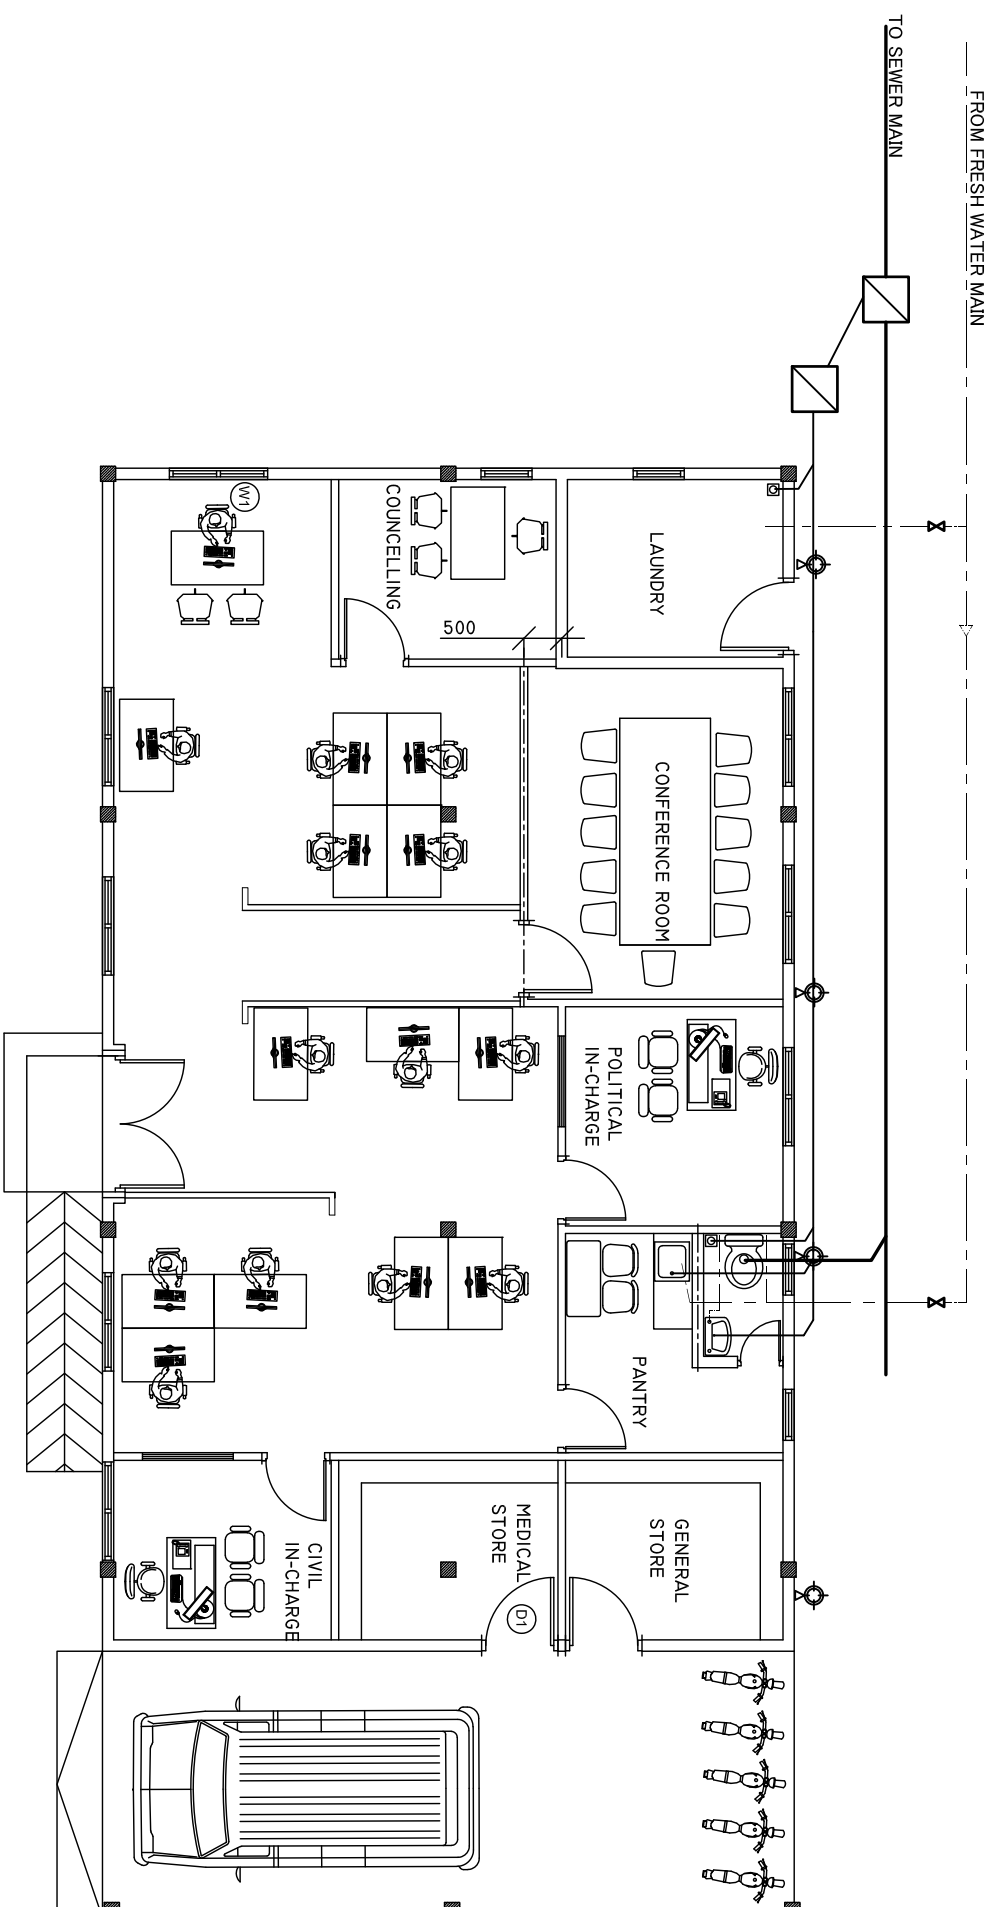 TO SEWER MAIN
FROM FRESH WATER MAIN
W1
COUNCELLING
LAUNDRY
500
CONFERENCE ROOM
POLITICAL
IN-CHARGE
PANTRY
CIVIL
IN-CHARGE
MEDICAL
STORE
D1
GENERAL
STORE